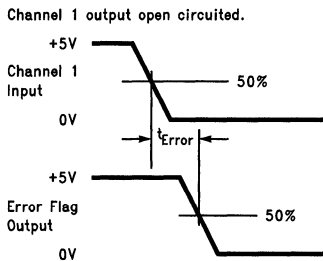 Channel 1 output open circuited.
+5V
Channel 1
Input
50%
0V
tError
+5V
Error Flag
Output
50%
0V